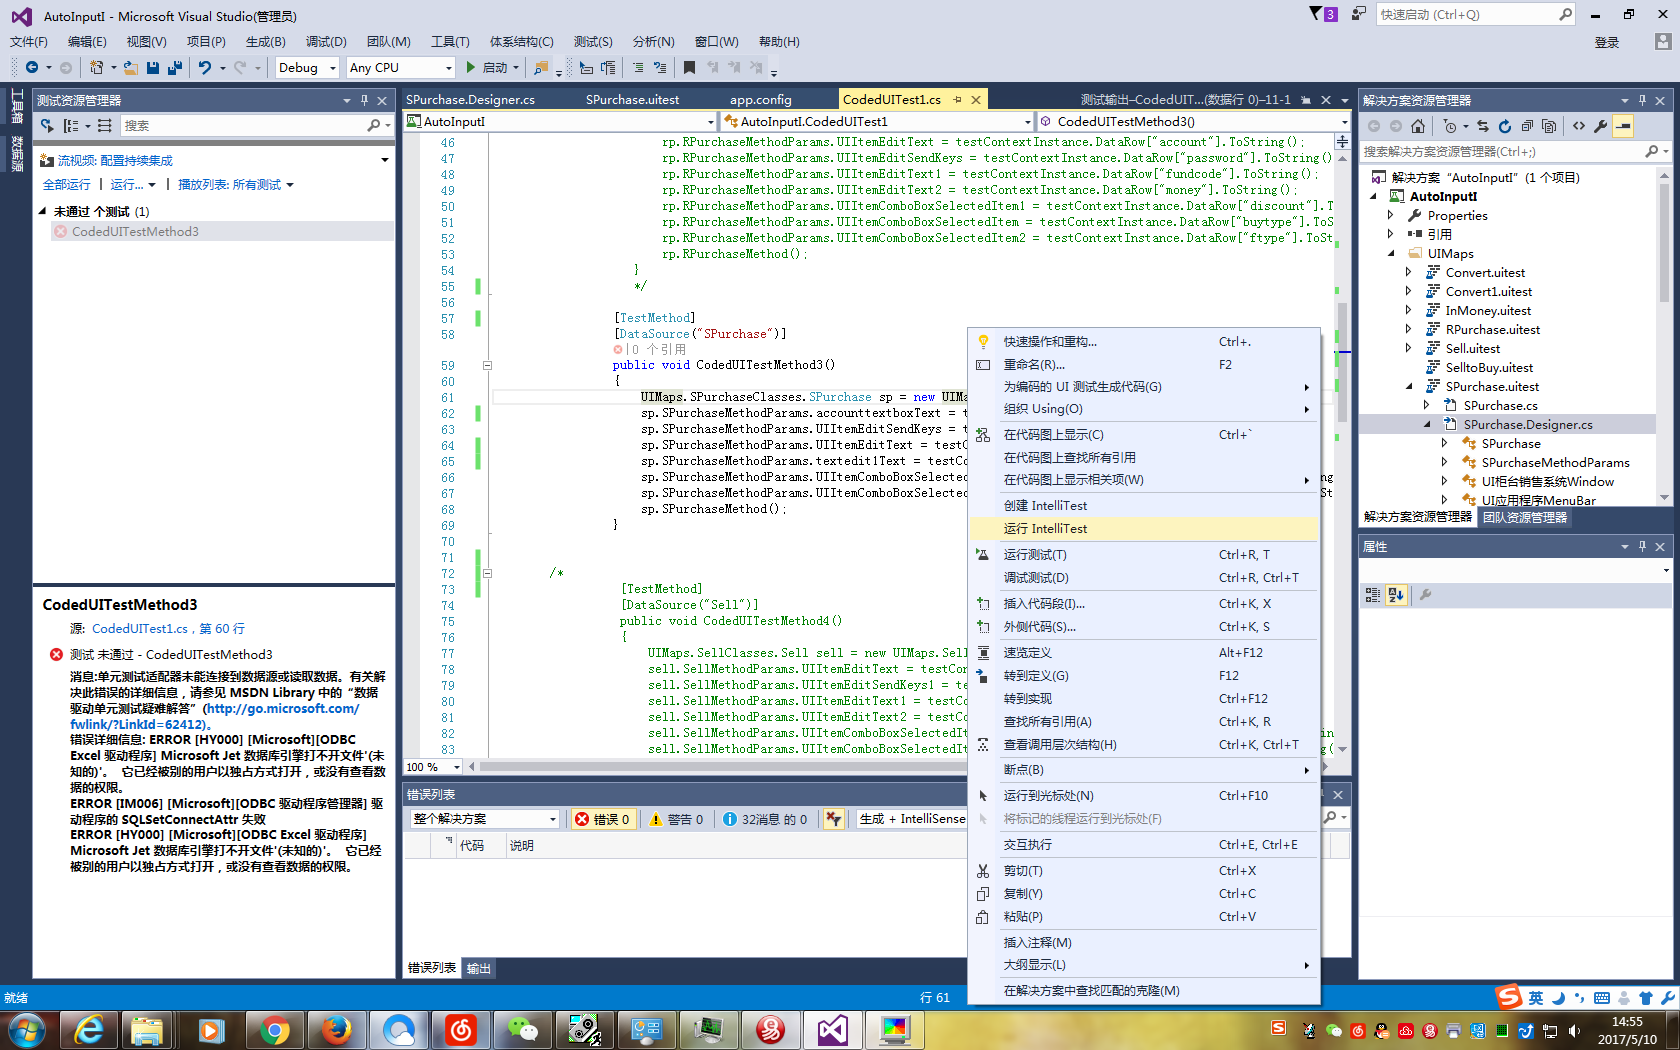 AutoInputI - Microsoft Visual Studio(管理员)
3
快速启动 (Ctrl+Q)
文件(F) 编辑(E) 视图(V) 项目(P) 生成(B) 调试(D) 团队(M) 工具(T) 体系结构(C) 测试(S) 分析(N) 窗口(W) 帮助(H)
登录
Debug Any CPU 启动
工具箱
数据源
测试资源管理器
搜索
流视频: 配置持续集成
全部运行 | 运行... | 播放列表: 所有测试
未通过 个测试 (1)
CodedUITestMethod3
CodedUITestMethod3
源: CodedUITest1.cs，第 60 行
测试 未通过 - CodedUITestMethod3
消息:单元测试适配器未能连接到数据源或读取数据。有关解
决此错误的详细信息，请参见 MSDN Library 中的“数据
驱动单元测试疑难解答”(http://go.microsoft.com/
fwlink/?LinkId=62412)。
错误详细信息: ERROR [HY000] [Microsoft][ODBC
Excel 驱动程序] Microsoft Jet 数据库引擎打不开文件'(未
知的)'。 它已经被别的用户以独占方式打开，或没有查看数
据的权限。
ERROR [IM006] [Microsoft][ODBC 驱动程序管理器] 驱
动程序的 SQLSetConnectAttr 失败
ERROR [HY000] [Microsoft][ODBC Excel 驱动程序]
Microsoft Jet 数据库引擎打不开文件'(未知的)'。 它已经
被别的用户以独占方式打开，或没有查看数据的权限。
SPurchase.Designer.cs SPurchase.uitest app.config CodedUITest1.cs 测试输出–CodedUIT...(数据行 0)–11-1
AutoInputI AutoInputI.CodedUITest1 CodedUITestMethod3()
46 rp.RPurchaseMethodParams.UIItemEditText = testContextInstance.DataRow["account"].ToString();
47 rp.RPurchaseMethodParams.UIItemEditSendKeys = testContextInstance.DataRow["password"].ToString()
48 rp.RPurchaseMethodParams.UIItemEditText1 = testContextInstance.DataRow["fundcode"].ToString();
49 rp.RPurchaseMethodParams.UIItemEditText2 = testContextInstance.DataRow["money"].ToString();
50 rp.RPurchaseMethodParams.UIItemComboBoxSelectedItem1 = testContextInstance.DataRow["discount"].T
51 rp.RPurchaseMethodParams.UIItemComboBoxSelectedItem = testContextInstance.DataRow["buytype"].ToS
52 rp.RPurchaseMethodParams.UIItemComboBoxSelectedItem2 = testContextInstance.DataRow["ftype"].ToSt
53 rp.RPurchaseMethod();
54 }
55 */
56
57 [TestMethod]
58 [DataSource("SPurchase")]
|0 个引用
59 public void CodedUITestMethod3()
60 {
61 UIMaps.SPurchaseClasses.SPurchase sp = new UIMa
62 sp.SPurchaseMethodParams.accounttextboxText = t
63 sp.SPurchaseMethodParams.UIItemEditSendKeys = t
64 sp.SPurchaseMethodParams.UIItemEditText = testC
65 sp.SPurchaseMethodParams.textedit1Text = testCo
66 sp.SPurchaseMethodParams.UIItemComboBoxSelected ng
67 sp.SPurchaseMethodParams.UIItemComboBoxSelected St
68 sp.SPurchaseMethod();
69 }
70
71
72 /*
73 [TestMethod]
74 [DataSource("Sell")]
75 public void CodedUITestMethod4()
76 {
77 UIMaps.SellClasses.Sell sell = new UIMaps.Sell
78 sell.SellMethodParams.UIItemEditText = testCon
79 sell.SellMethodParams.UIItemEditSendKeys1 = te
80 sell.SellMethodParams.UIItemEditText1 = testCo
81 sell.SellMethodParams.UIItemEditText2 = testCo
82 sell.SellMethodParams.UIItemComboBoxSelectedIt in
83 sell.SellMethodParams.UIItemComboBoxSelectedIt g(
100 %
快速操作和重构... Ctrl+.
重命名(R)... F2
为编码的 UI 测试生成代码(G)
组织 Using(O)
在代码图上显示(C) Ctrl+`
在代码图上查找所有引用
在代码图上显示相关项(W)
创建 IntelliTest
运行 IntelliTest
运行测试(T) Ctrl+R, T
调试测试(D) Ctrl+R, Ctrl+T
插入代码段(I)... Ctrl+K, X
外侧代码(S)... Ctrl+K, S
速览定义 Alt+F12
转到定义(G) F12
转到实现 Ctrl+F12
查找所有引用(A) Ctrl+K, R
查看调用层次结构(H) Ctrl+K, Ctrl+T
断点(B)
运行到光标处(N) Ctrl+F10
将标记的线程运行到光标处(F)
交互执行 Ctrl+E, Ctrl+E
剪切(T) Ctrl+X
复制(Y) Ctrl+C
粘贴(P) Ctrl+V
插入注释(M)
大纲显示(L)
在解决方案中查找匹配的克隆(M)
错误列表
整个解决方案 错误 0 警告 0 32消息 的 0 生成 + IntelliSense
代码 说明
错误列表 输出
解决方案资源管理器
搜索解决方案资源管理器(Ctrl+;)
解决方案“AutoInputI”(1 个项目)
AutoInputI
Properties
引用
UIMaps
Convert.uitest
Convert1.uitest
InMoney.uitest
RPurchase.uitest
Sell.uitest
SelltoBuy.uitest
SPurchase.uitest
SPurchase.cs
SPurchase.Designer.cs
SPurchase
SPurchaseMethodParams
UI柜台销售系统Window
UI应用程序MenuBar
解决方案资源管理器 团队资源管理器
属性
就绪 行 61
英
14:55
2017/5/10